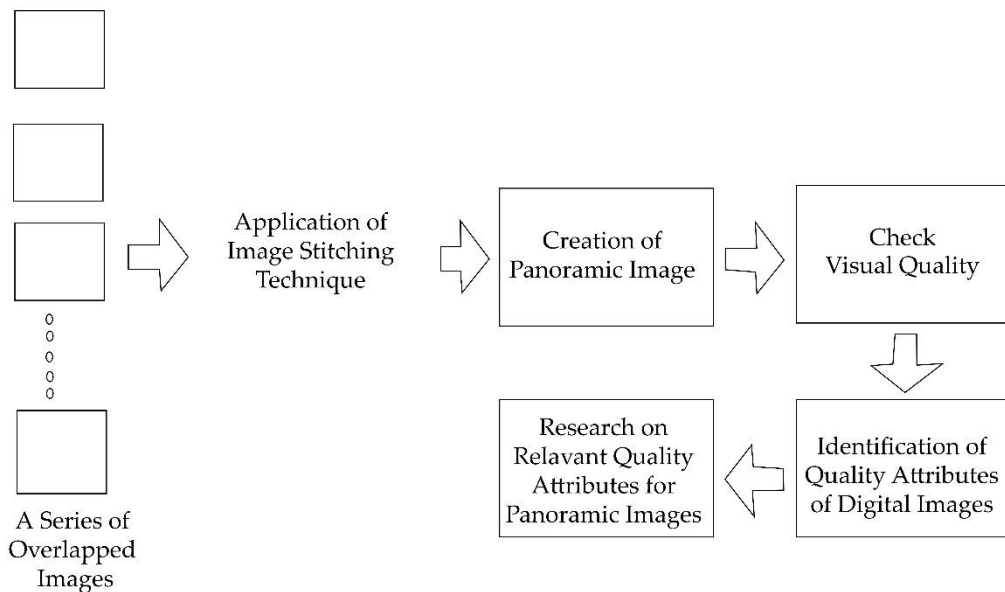 A Series of
Overlapped
Images
Application of
Image Stitching
Technique
Creation of
Panoramic Image
Check
Visual Quality
Identification of
Quality Attributes
of Digital Images
Research on
Relavant Quality
Attributes for
Panoramic Images